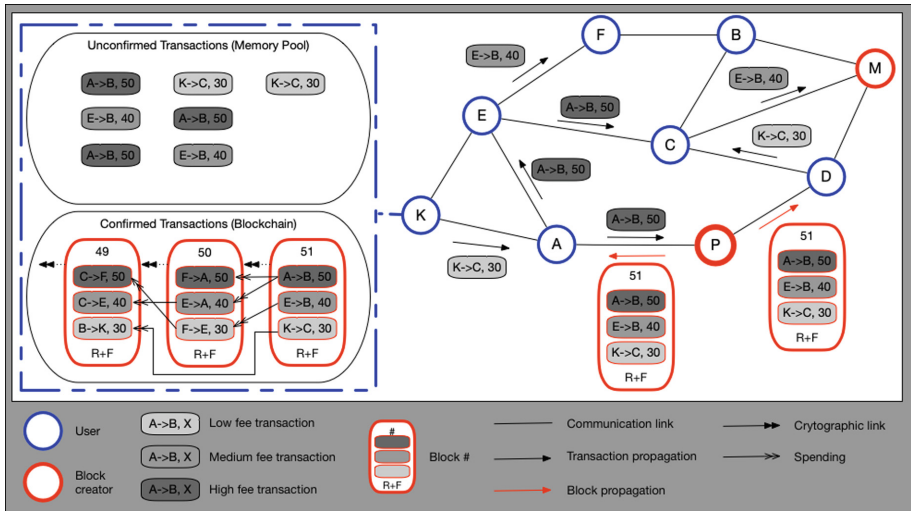 Unconfirmed Transactions (Memory Pool)
A->B, 50
K->C, 30
K->C, 30
E->B, 40
A->B, 50
A->B, 50
E->B, 40
Confirmed Transactions (Blockchain)
49
C->F, 50
C->E, 40
B->K, 30
R+F
50
F->A, 50
E->A, 40
F->E, 30
R+F
51
A->B, 50
E->B, 40
K->C, 30
R+F
F
B
M
E
C
D
K
A
P
E->B, 40
A->B, 50
E->B, 40
K->C, 30
A->B, 50
A->B, 50
K->C, 30
51
A->B, 50
E->B, 40
K->C, 30
R+F
51
A->B, 50
E->B, 40
K->C, 30
R+F
User
Block
creator
A->B, X
Low fee transaction
A->B, X
Medium fee transaction
A->B, X
High fee transaction
#
R+F
Block #
Communication link
Transaction propagation
Block propagation
Crytographic link
Spending